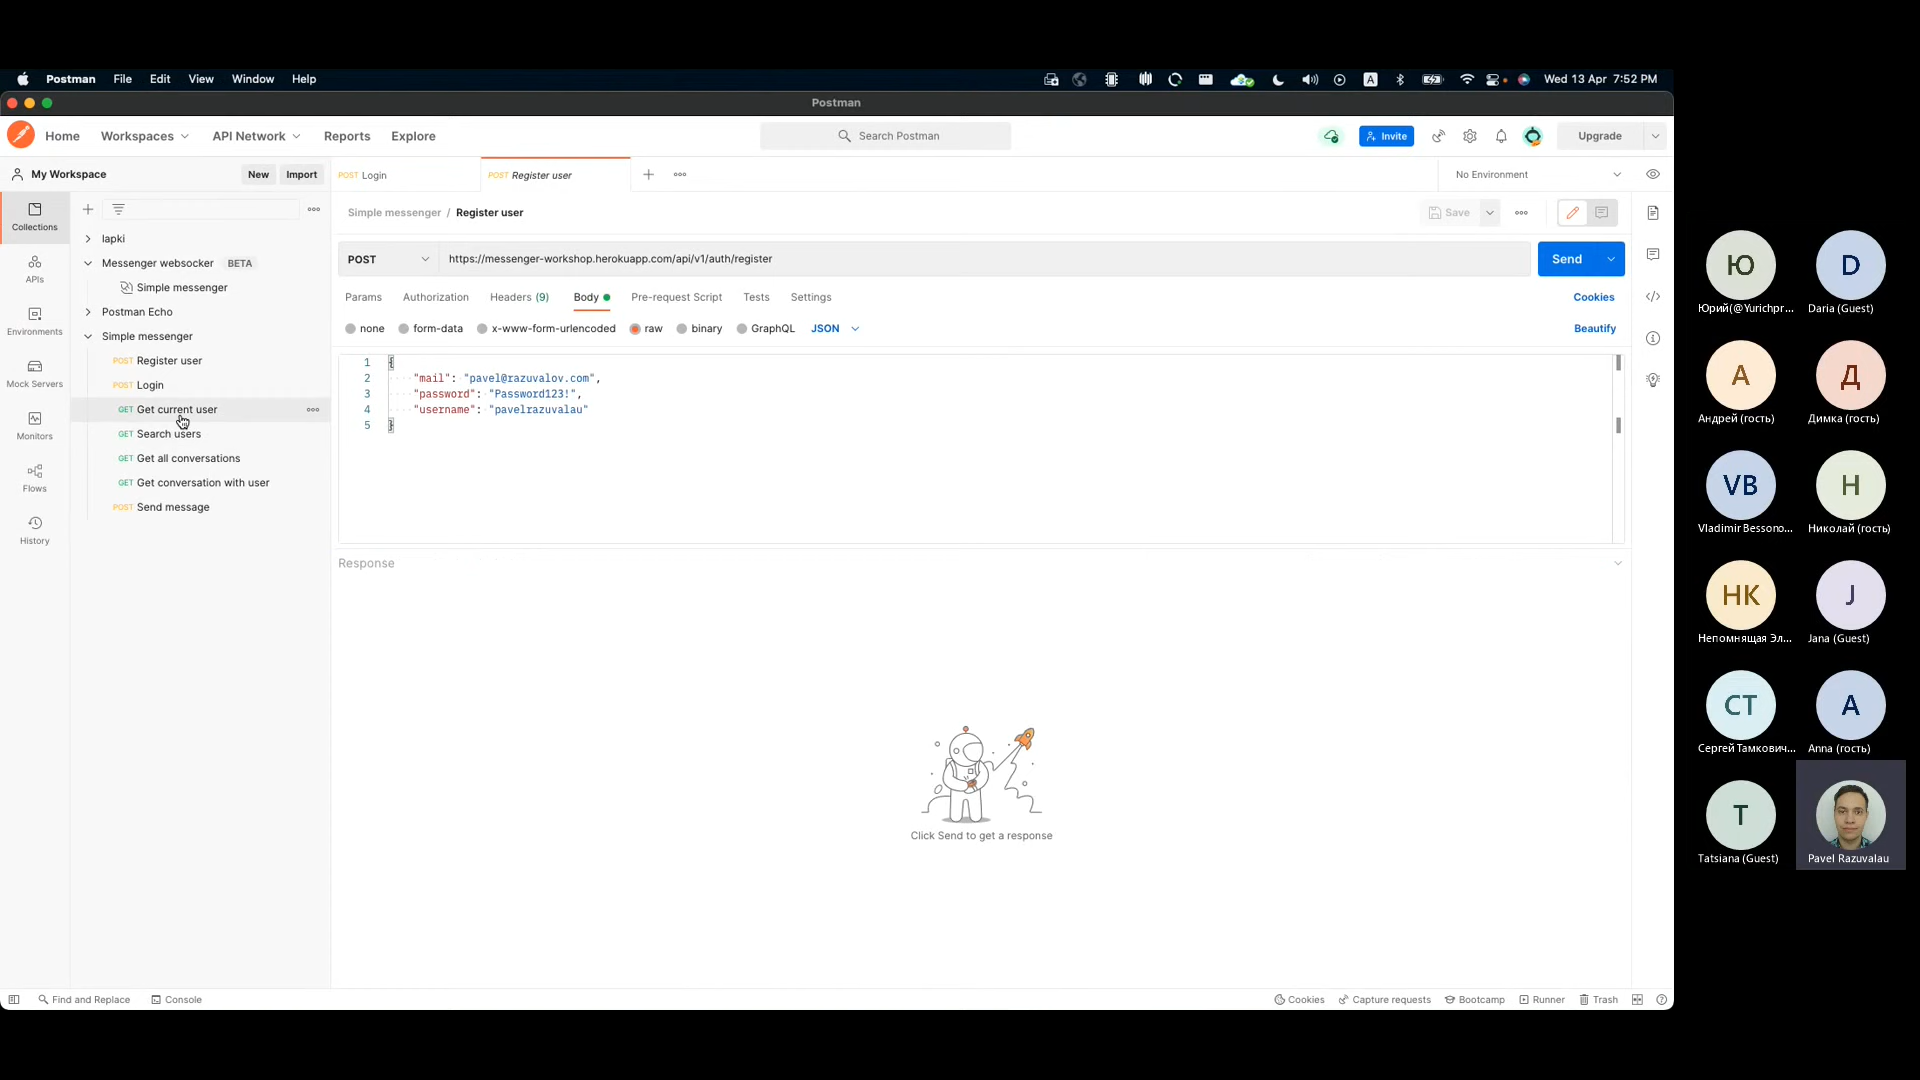 Postman File Edit View Window Help
A
Wed 13 Apr 7:52 PM
Postman
Home Workspaces API Network Reports Explore
Search Postman
Invite
Upgrade
My Workspace
New
Import
POST Login
POST Register user
No Environment
Collections
APIs
Environments
Mock Servers
Monitors
Flows
History
lapki
Messenger websocker BETA
Simple messenger
Postman Echo
Simple messenger
POST Register user
POST Login
GET Get current user
GET Search users
GET Get all conversations
GET Get conversation with user
POST Send message
Simple messenger / Register user
Save
POST
https://messenger-workshop.herokuapp.com/api/v1/auth/register
Send
Params Authorization Headers (9) Body Pre-request Script Tests Settings
Cookies
none form-data x-www-form-urlencoded raw binary GraphQL JSON
Beautify
1 {
2 "mail": "pavel@razuvalov.com",
3 "password": "Password123!",
4 "username": "pavelrazuvalau"
5 }
Response
Click Send to get a response
Find and Replace Console
Cookies Capture requests Bootcamp Runner Trash
Ю
Юрий(@Yurichpr...
D
Daria (Guest)
А
Андрей (гость)
Д
Димка (гость)
VB
Vladimir Bessono...
Н
Николай (гость)
НК
Непомнящая Эл...
J
Jana (Guest)
СТ
Сергей Тамкович...
A
Anna (гость)
T
Tatsiana (Guest)
Pavel Razuvalau